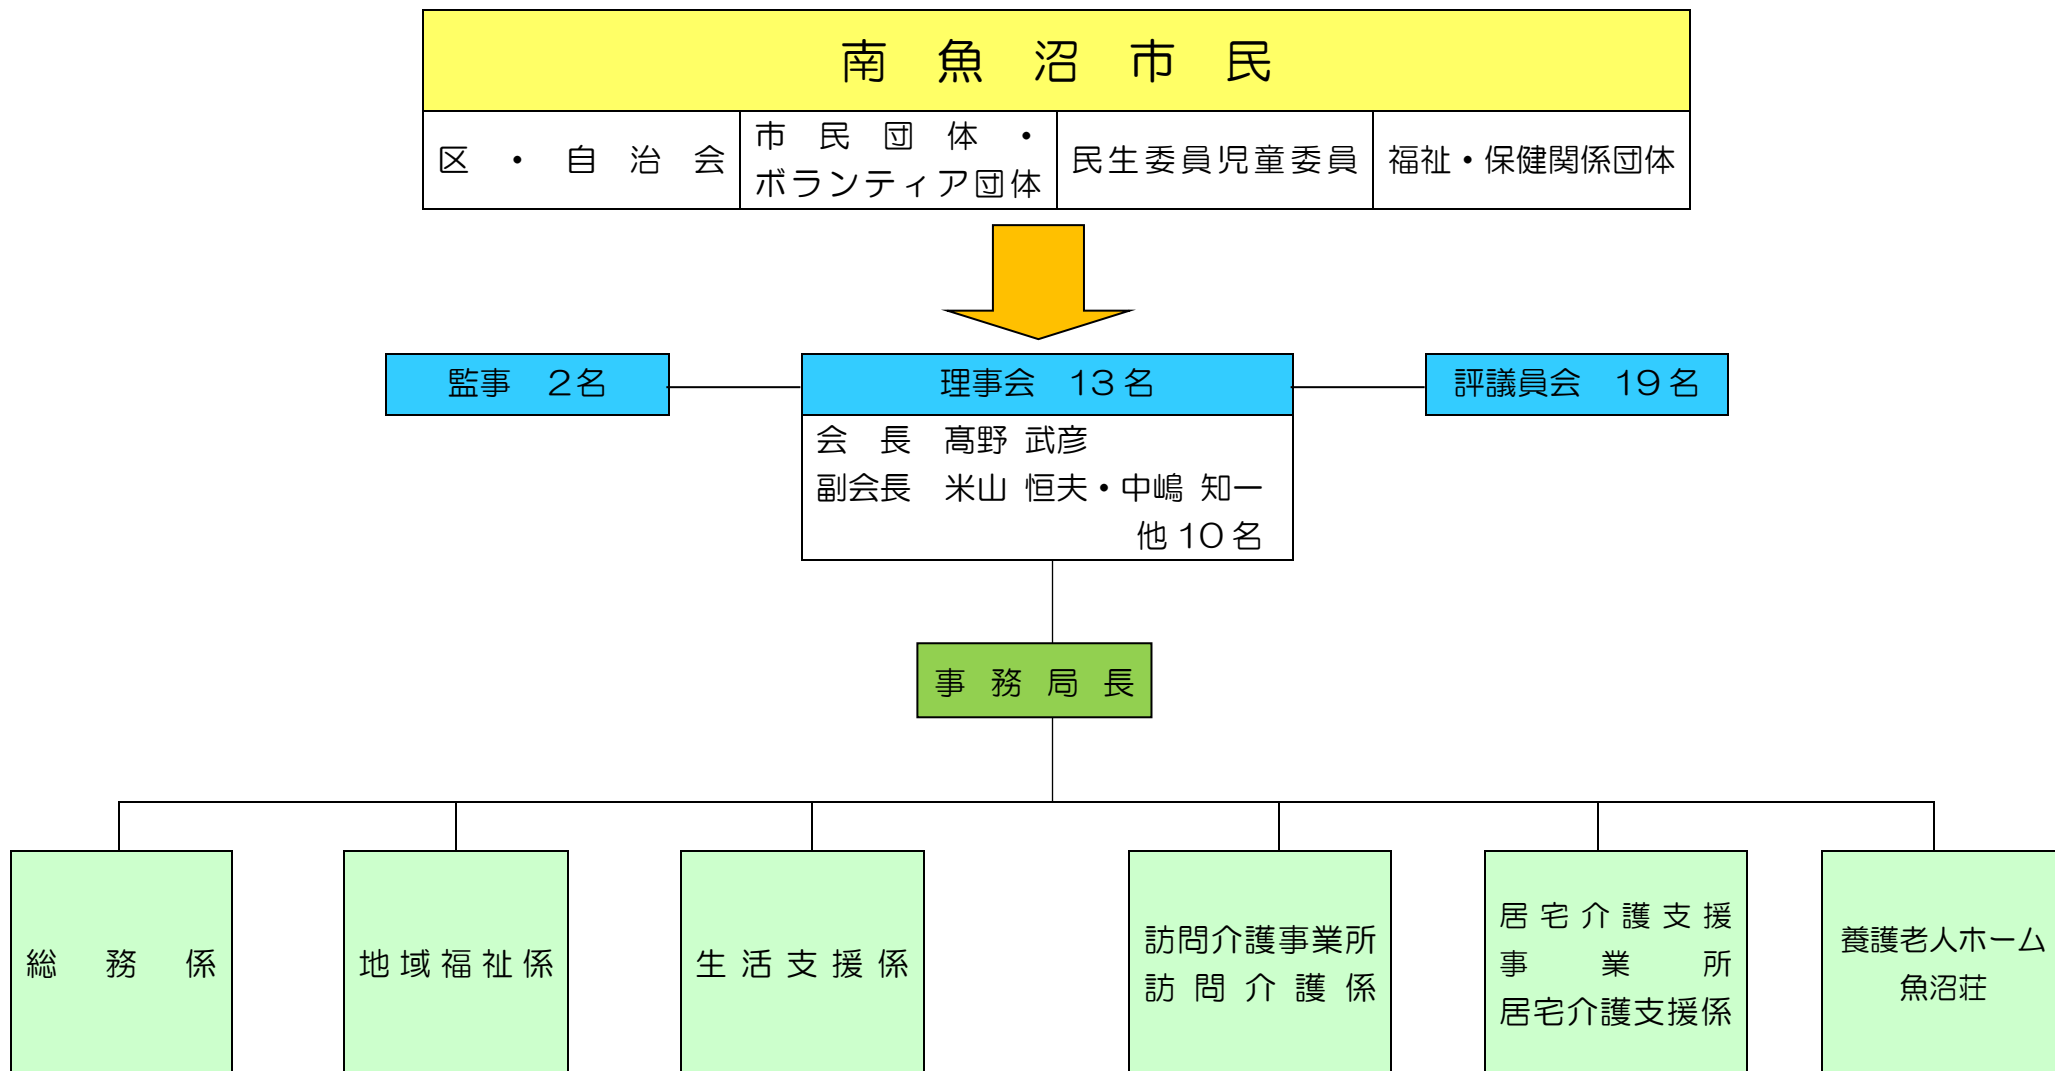 南魚沼市民
区・自治会
市民団体・
ボランティア団体
民生委員児童委員
福祉・保健関係団体
監事　2名
理事会　13名
評議員会　19名
会　長　髙野 武彦
副会長　米山 恒夫・中嶋 知一
他10名
事務局長
総務係
地域福祉係
生活支援係
訪問介護事業所
訪問介護係
居宅介護支援
事業所
居宅介護支援係
養護老人ホーム
魚沼荘